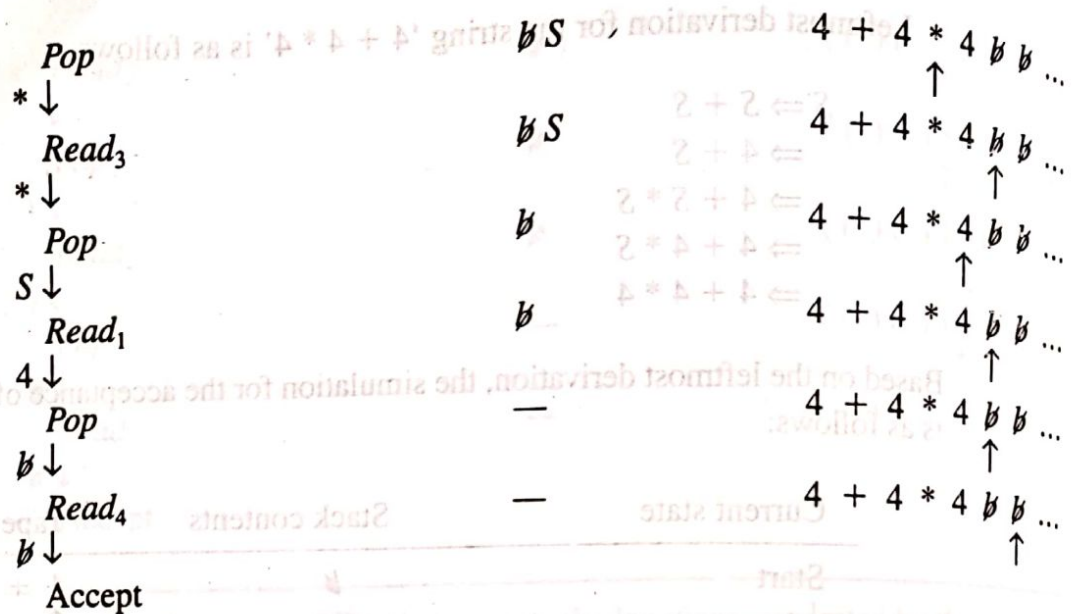 Pop ƀ S , 4 + 4 * 4 ƀ ƀ ...
* ↓ ↑
Read₃ ƀ S 4 + 4 * 4 ƀ ƀ ...
* ↓ ↑
Pop ƀ 4 + 4 * 4 ƀ ƀ ...
S ↓ ↑
Read₁ ƀ 4 + 4 * 4 ƀ ƀ ...
4 ↓ ↑
Pop — 4 + 4 * 4 ƀ ƀ ...
ƀ ↓ ↑
Read₄ — 4 + 4 * 4 ƀ ƀ ...
ƀ ↓ ↑
Accept